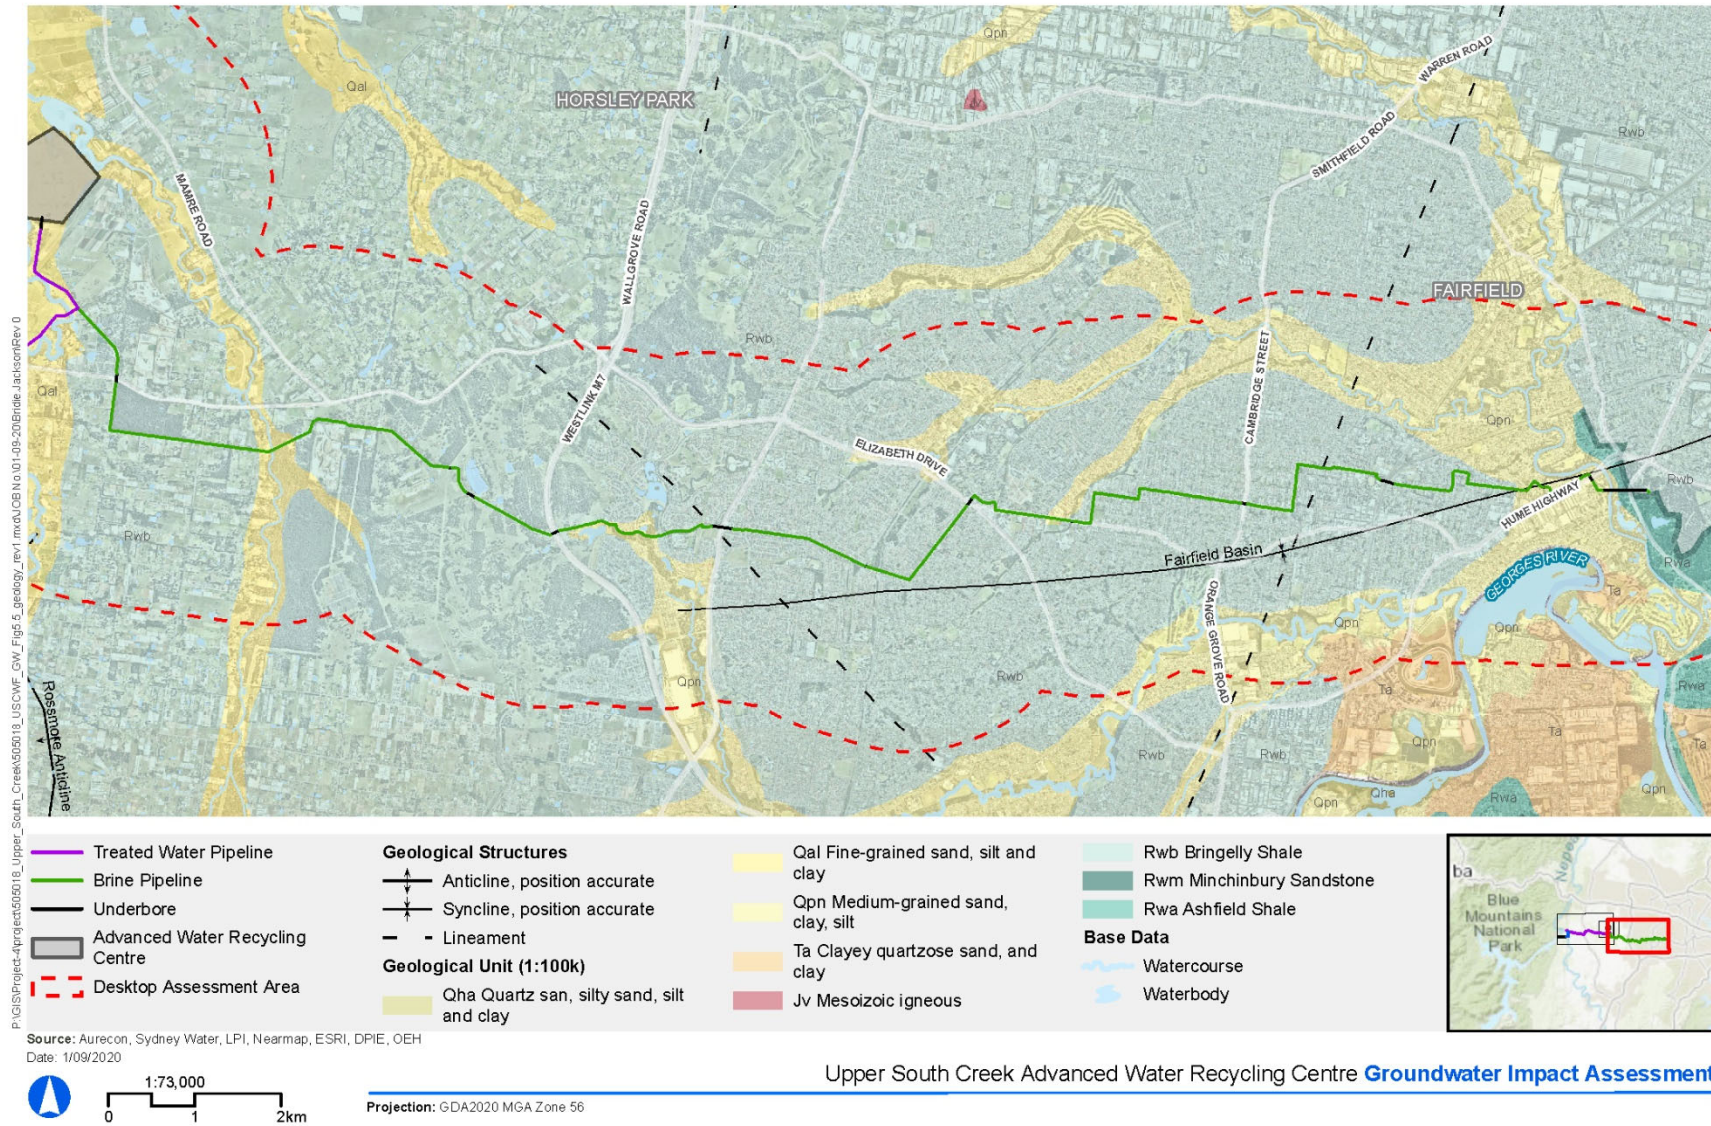 Qpn
WARREN ROAD
Qal
HORSLEY PARK
Jv
Rwb
SMITHFIELD ROAD
MAMRE ROAD
WALLGROVE ROAD
FAIRFIELD
Rwb
CAMBRIDGE STREET
Qal
WESTLINK M7
Qpn
ELIZABETH DRIVE
Rwb
HUME HIGHWAY
Rwb
Fairfield Basin
GEORGES RIVER
Rwa
Ta
ORANGE GROVE ROAD
Qpn
Qpn
Rossmore Anticline
Qpn
Rwb
Ta
Rwa
Rwb
Rwb
Qpn
Ta
Ta
Qpn
Qha
Rwa
Qpn
Treated Water Pipeline
Brine Pipeline
Underbore
Advanced Water Recycling
Centre
Desktop Assessment Area
Geological Structures
Anticline, position accurate
Syncline, position accurate
Lineament
Geological Unit (1:100k)
Qha Quartz san, silty sand, silt
and clay
Qal Fine-grained sand, silt and
clay
Qpn Medium-grained sand,
clay, silt
Ta Clayey quartzose sand, and
clay
Jv Mesoizoic igneous
Rwb Bringelly Shale
Rwm Minchinbury Sandstone
Rwa Ashfield Shale
Base Data
Watercourse
Waterbody
ba
Blue
Mountains
National
Park
Source: Aurecon, Sydney Water, LPI, Nearmap, ESRI, DPIE, OEH
Date: 1/09/2020
1:73,000
0 1 2km
Projection: GDA2020 MGA Zone 56
Upper South Creek Advanced Water Recycling Centre Groundwater Impact Assessment